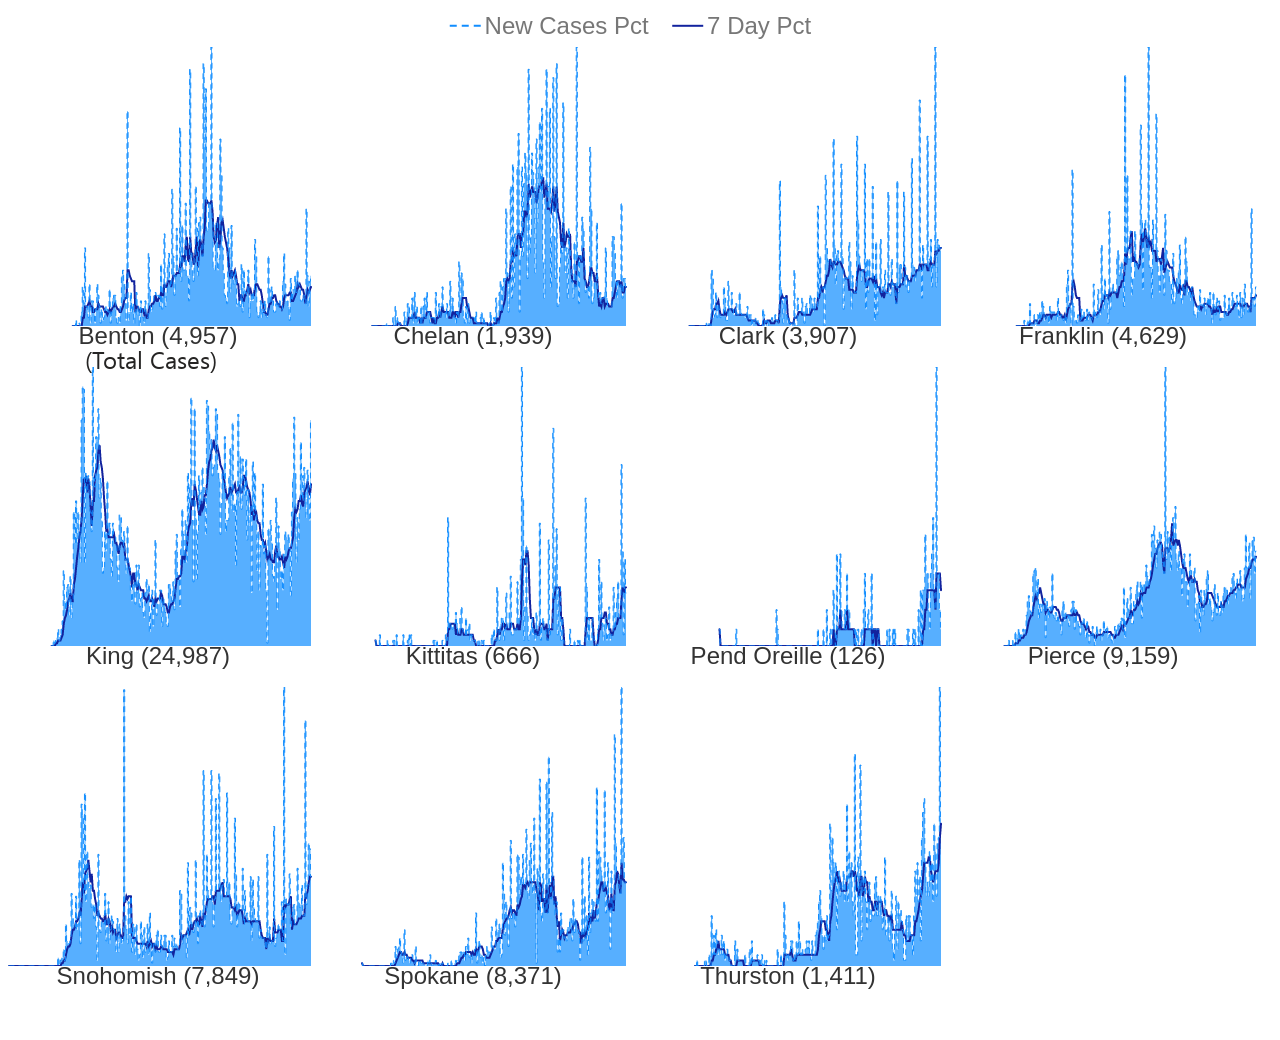 New Cases Pct 7 Day Pct
Benton (4,957) Chelan (1,939) Clark (3,907) Franklin (4,629)
(Total Cases)
King (24,987) Kittitas (666) Pend Oreille (126) Pierce (9,159)
Snohomish (7,849) Spokane (8,371) Thurston (1,411)